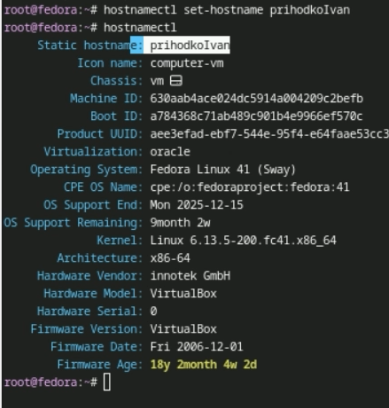 root@fedora:~# hostnamectl set-hostname prihodkoIvan
root@fedora:~# hostnamectl
Static hostname: prihodkoIvan
Icon name: computer-vm
Chassis: vm
Machine ID: 630aab4ace024dc5914a004209c2befb
Boot ID: a784368c71ab489c901b4e9966ef570c
Product UUID: aee3efad-ebf7-544e-95f4-e64faae53cc3
Virtualization: oracle
Operating System: Fedora Linux 41 (Sway)
CPE OS Name: cpe:/o:fedoraproject:fedora:41
OS Support End: Mon 2025-12-15
OS Support Remaining: 9month 2w
Kernel: Linux 6.13.5-200.fc41.x86_64
Architecture: x86-64
Hardware Vendor: innotek GmbH
Hardware Model: VirtualBox
Hardware Serial: 0
Firmware Version: VirtualBox
Firmware Date: Fri 2006-12-01
Firmware Age: 18y 2month 4w 2d
root@fedora:~#